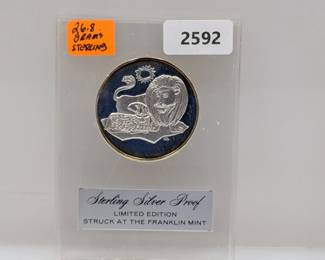 26.8
GRAMS
STERLING
2592
Sterling Silver Proof
LIMITED EDITION
STRUCK AT THE FRANKLIN MINT